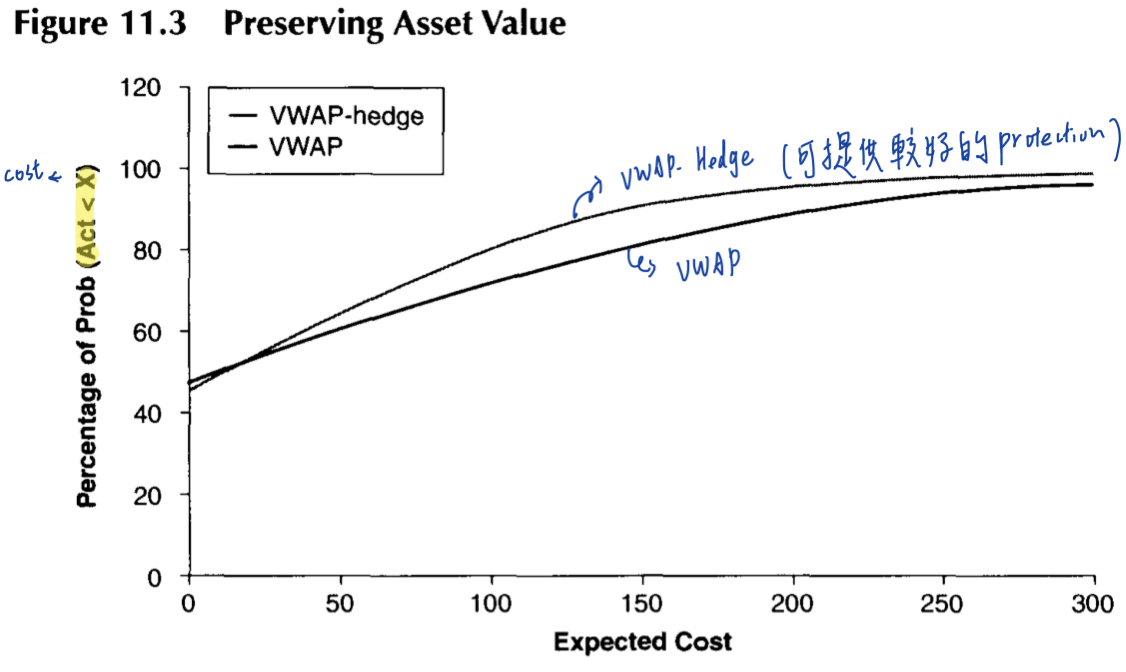 Figure 11.3 Preserving Asset Value
120
VWAP-hedge
VWAP
cost
100
VWAP- Hedge (可提供較好的 protection)
80
VWAP
60
40
20
0
Percentage of Prob (Act < X)
0 50 100 150 200 250 300
Expected Cost